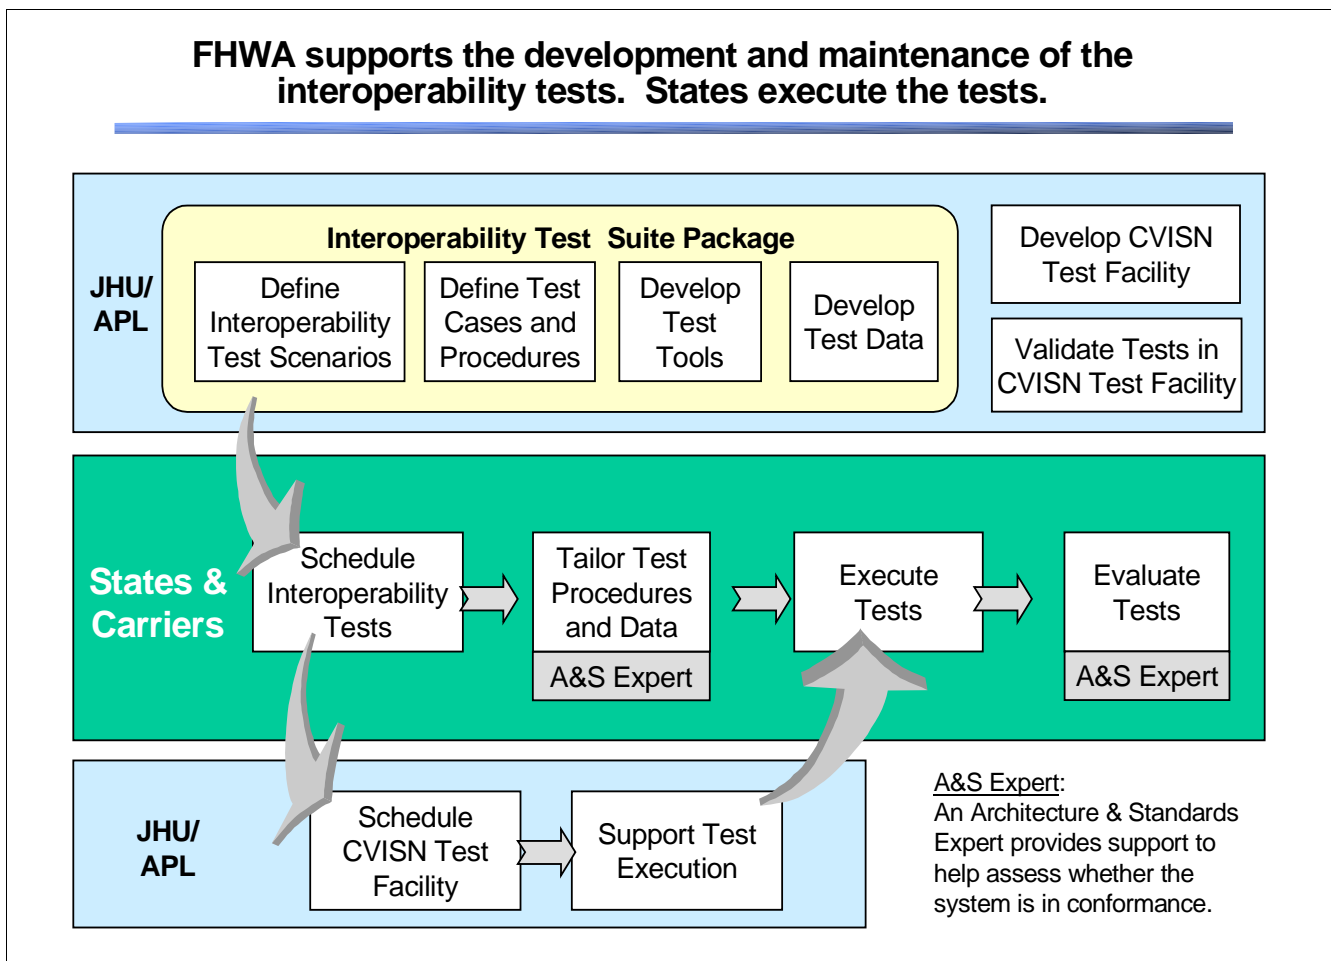 FHWA supports the development and maintenance of the
interoperability tests.  States execute the tests.
JHU/
APL
Interoperability Test  Suite Package
Define
Interoperability
Test Scenarios
Define Test
Cases and
Procedures
Develop
Test
Tools
Develop
Test Data
Develop CVISN
Test Facility
Validate Tests in
CVISN Test Facility
States &
Carriers
Schedule
Interoperability
Tests
Tailor Test
Procedures
and Data
A&S Expert
Execute
Tests
Evaluate
Tests
A&S Expert
JHU/
APL
Schedule
CVISN Test
Facility
Support Test
Execution
A&S Expert:
An Architecture & Standards
Expert provides support to
help assess whether the
system is in conformance.